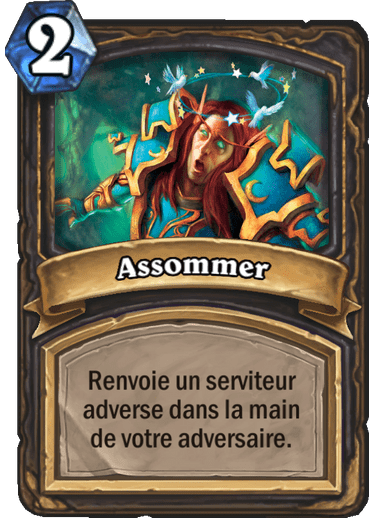 2
Assommer
Renvoie un serviteur
adverse dans la main
de votre adversaire.